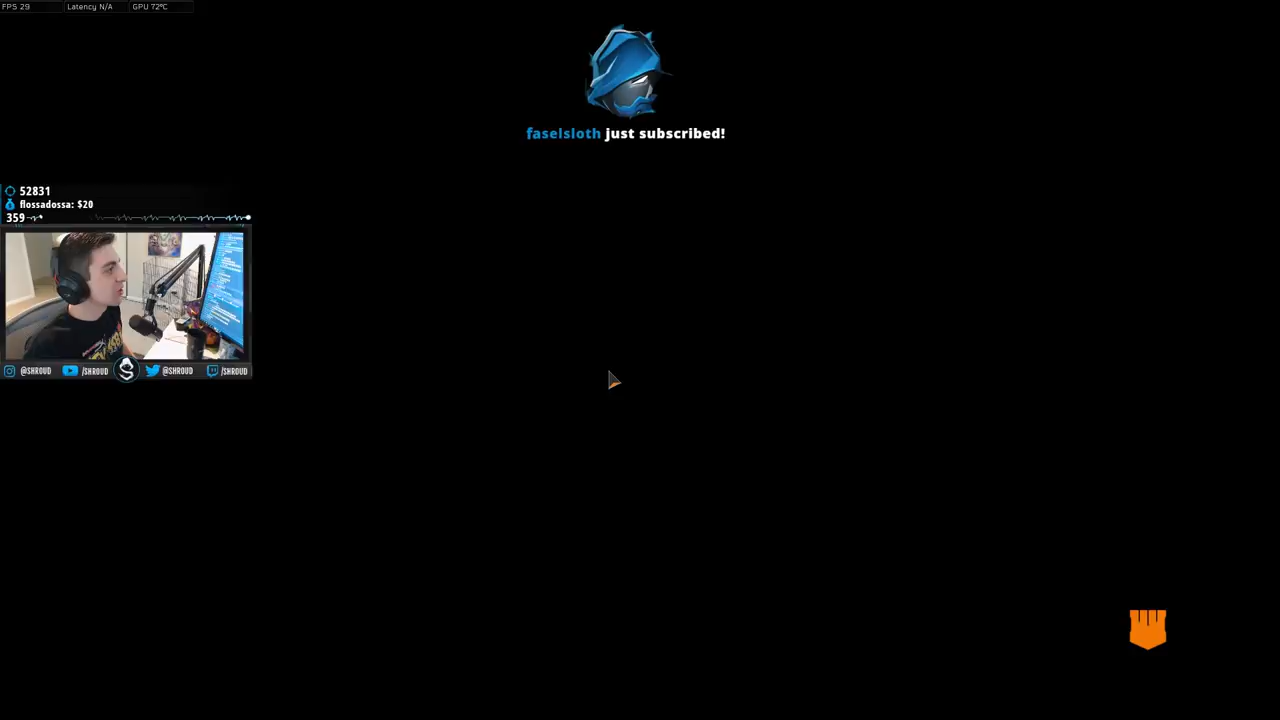 FPS 29 Latency N/A GPU 72°C
faselsloth just subscribed!
52831
flossadossa: $20
359
@SHROUD /SHROUD @SHROUD /SHROUD